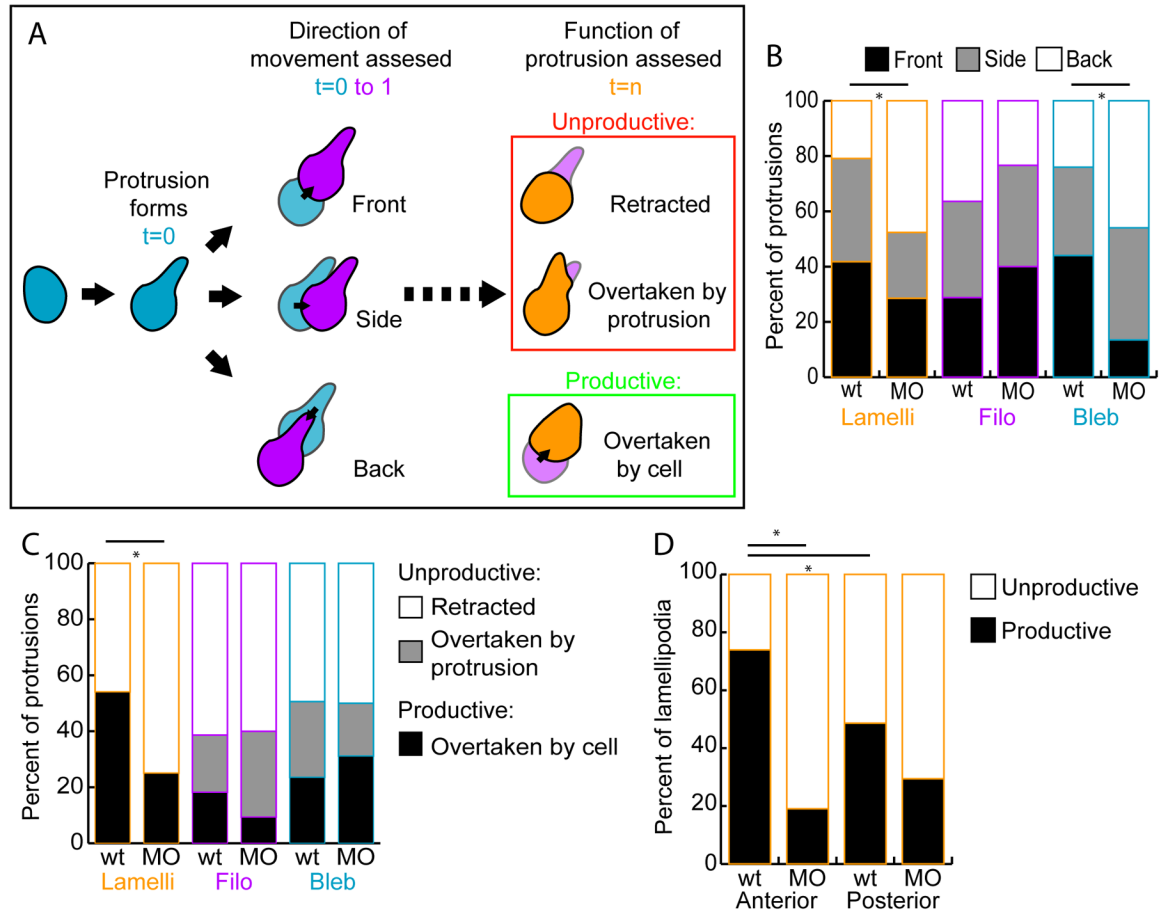 A
Direction of
movement assesed
t=0 to 1
Function of
protrusion assesed
t=n
Protrusion
forms
t=0
Front
Side
Back
Unproductive:
Retracted
Overtaken by
protrusion
Productive:
Overtaken
by cell
B
Front Side Back
* *
Percent of protrusions
100
80
60
40
20
0
wt MO wt MO wt MO
Lamelli Filo Bleb
C
*
Percent of protrusions
100
80
60
40
20
0
wt MO wt MO wt MO
Lamelli Filo Bleb
Unproductive:
Retracted
Overtaken by
protrusion
Productive:
Overtaken by cell
D
*
*
Percent of lamellipodia
100
80
60
40
20
0
wt MO wt MO
Anterior Posterior
Unproductive
Productive